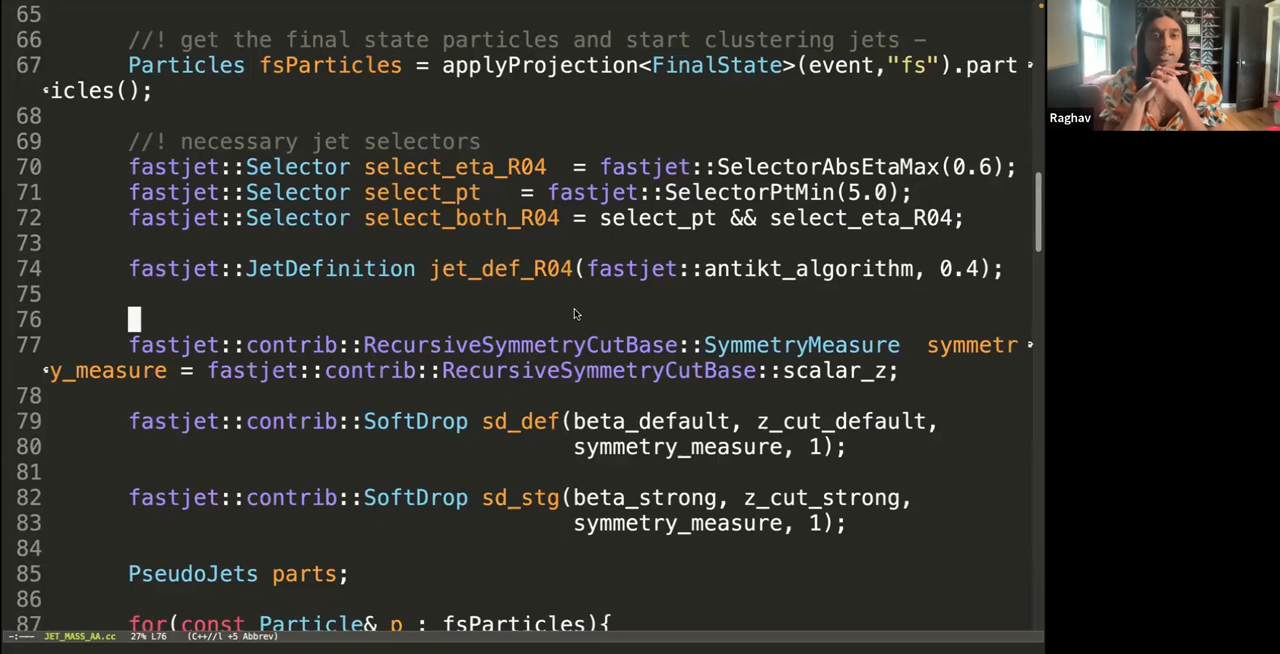 65
66 //! get the final state particles and start clustering jets –
67 Particles fsParticles = applyProjection<FinalState>(event,"fs").part
icles();
68
69 //! necessary jet selectors
70 fastjet::Selector select_eta_R04  = fastjet::SelectorAbsEtaMax(0.6);
71 fastjet::Selector select_pt   = fastjet::SelectorPtMin(5.0);
72 fastjet::Selector select_both_R04 = select_pt && select_eta_R04;
73
74 fastjet::JetDefinition jet_def_R04(fastjet::antikt_algorithm, 0.4);
75
76
77 fastjet::contrib::RecursiveSymmetryCutBase::SymmetryMeasure  symmetr
y_measure = fastjet::contrib::RecursiveSymmetryCutBase::scalar_z;
78
79 fastjet::contrib::SoftDrop sd_def(beta_default, z_cut_default,
80 symmetry_measure, 1);
81
82 fastjet::contrib::SoftDrop sd_stg(beta_strong, z_cut_strong,
83 symmetry_measure, 1);
84
85 PseudoJets parts;
86
87 for(const Particle& p : fsParticles){
-:--- JET_MASS_AA.cc 27% L76 (C++//l +5 Abbrev)
Raghav